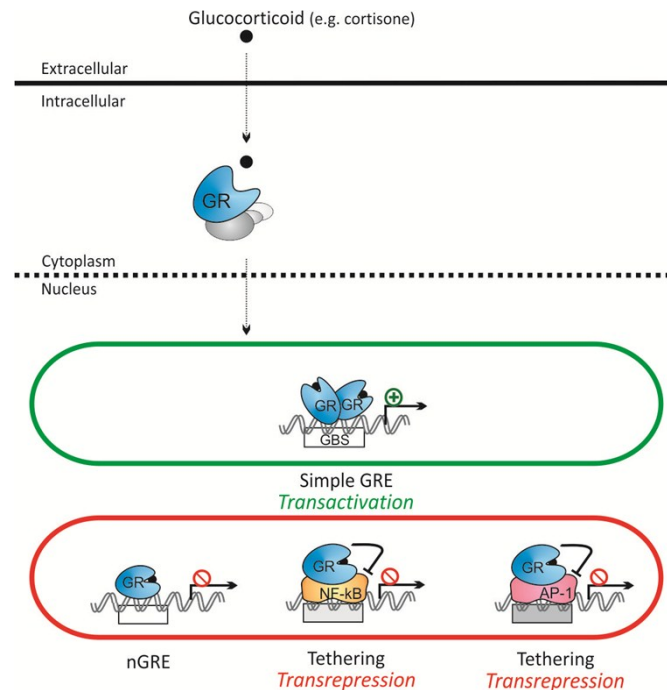 Glucocorticoid (e.g. cortisone)
Extracellular
Intracellular
GR
Cytoplasm
Nucleus
GR GR
GBS
Simple GRE
Transactivation
GR GR GR
NF-kB AP-1
nGRE Tethering Tethering
Transrepression Transrepression